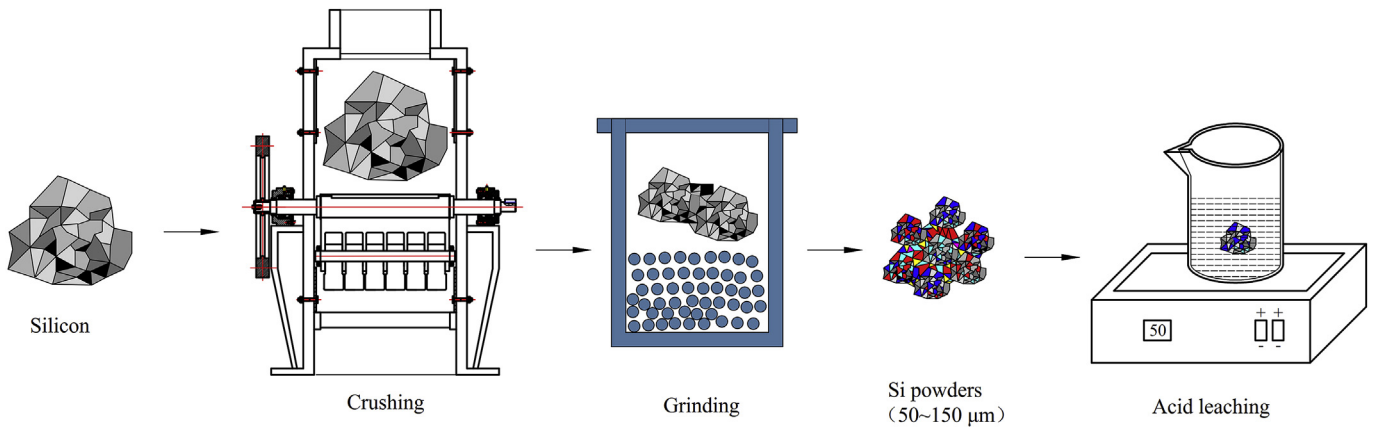 Silicon
Crushing
Grinding
Si powders
（50~150 μm）
50
+ +
- -
Acid leaching